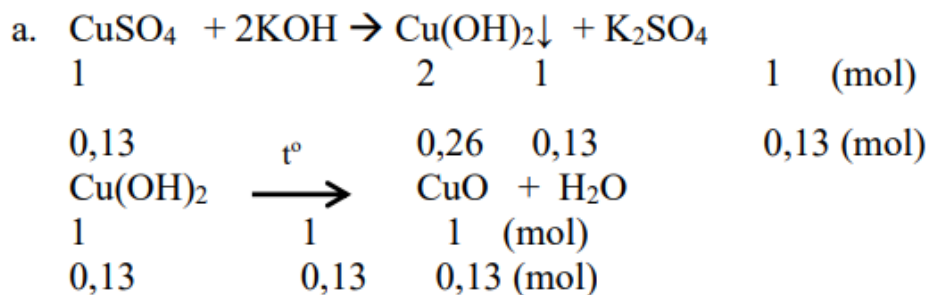 a. CuSO₄ + 2KOH → Cu(OH)₂↓ + K₂SO₄
1 2 1 1 (mol)
0,13 0,26 0,13 0,13 (mol)
tº
Cu(OH)₂ ⟶ CuO + H₂O
1 1 1 (mol)
0,13 0,13 0,13 (mol)